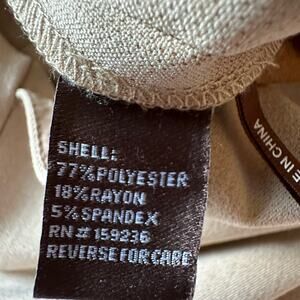 SHELL:
77%POLYESTER
18%RAYON
5%SPANDEX
RN# 159236
REVERSE FOR CARE
E IN CHINA